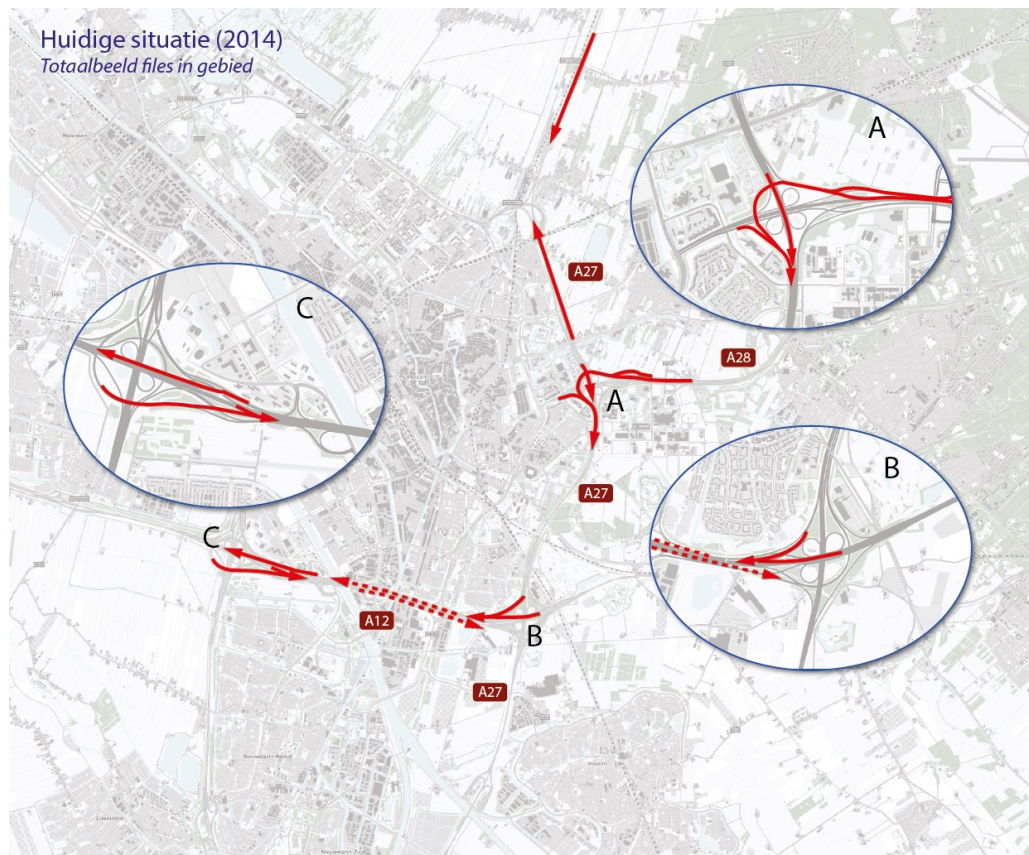 Huidige situatie (2014)
Totaalbeeld files in gebied
A
A27
C
A28
A
B
A27
C
A12
B
A27